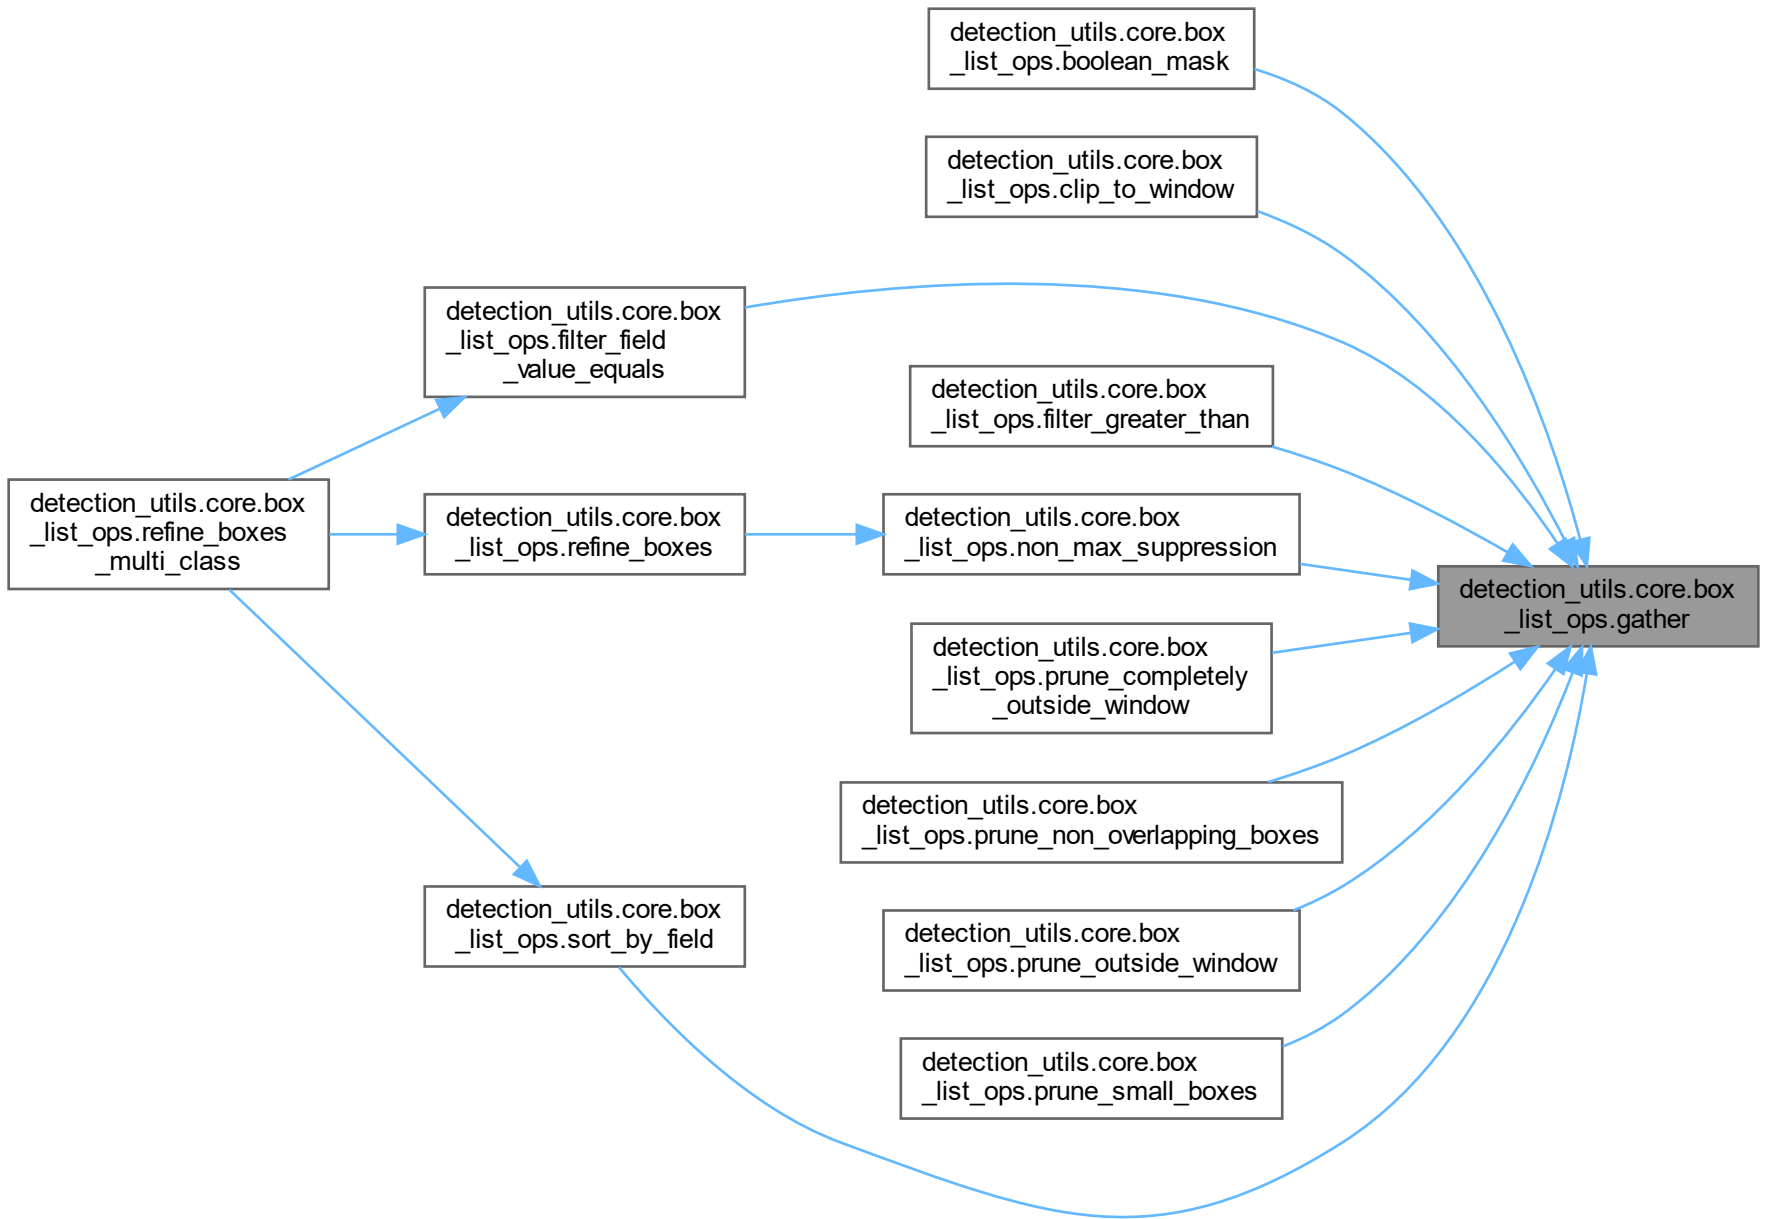 detection_utils.core.box
_list_ops.boolean_mask
detection_utils.core.box
_list_ops.clip_to_window
detection_utils.core.box
_list_ops.filter_field
_value_equals
detection_utils.core.box
_list_ops.filter_greater_than
detection_utils.core.box
_list_ops.refine_boxes
_multi_class
detection_utils.core.box
_list_ops.refine_boxes
detection_utils.core.box
_list_ops.non_max_suppression
detection_utils.core.box
_list_ops.gather
detection_utils.core.box
_list_ops.prune_completely
_outside_window
detection_utils.core.box
_list_ops.prune_non_overlapping_boxes
detection_utils.core.box
_list_ops.sort_by_field
detection_utils.core.box
_list_ops.prune_outside_window
detection_utils.core.box
_list_ops.prune_small_boxes